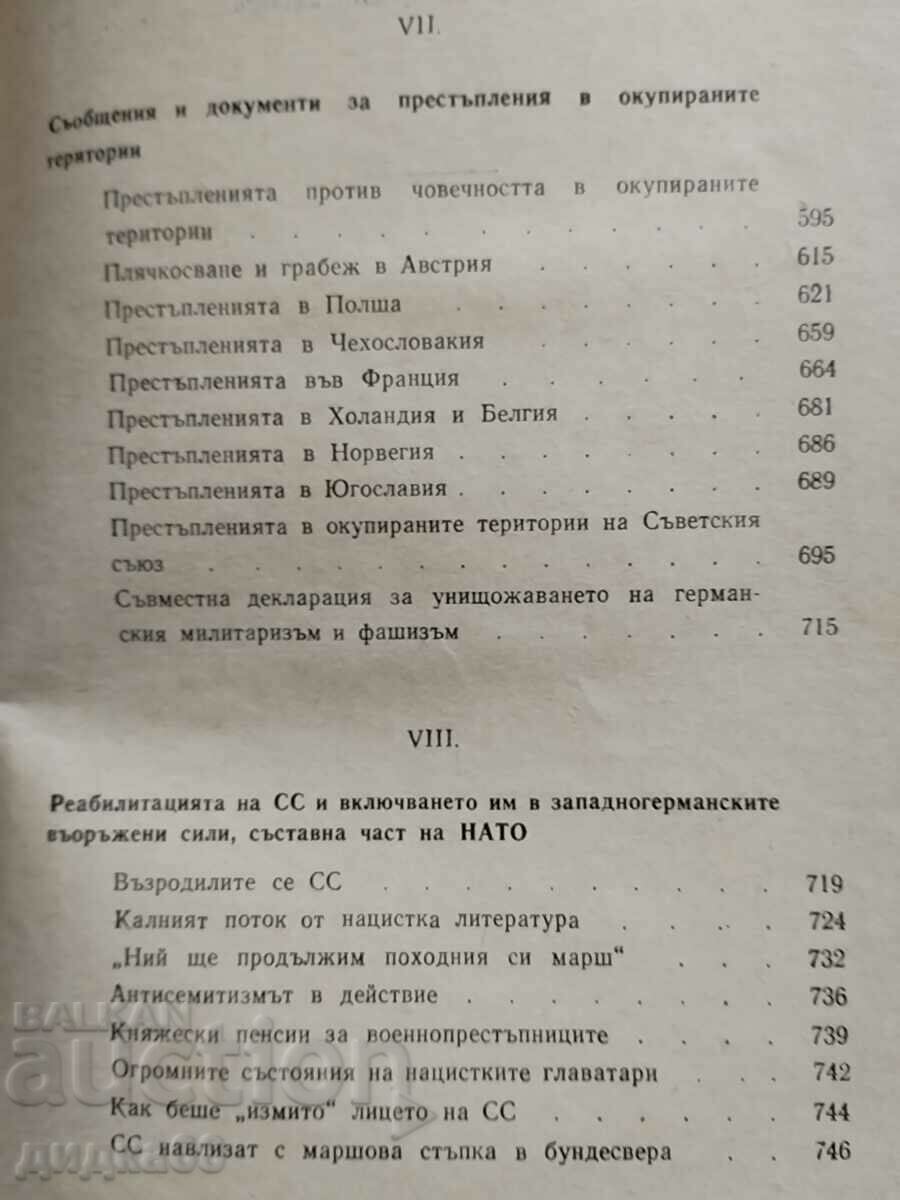 VII.
Съобщения и документи за престъпления в окупираните
територии
Престъпленията против човечността в окупираните
територии . . . . . . . . . . . . 595
Плячкосване и грабеж в Австрия . . . . . . 615
Престъпленията в Полша . . . . . . . . 621
Престъпленията в Чехословакия . . . . . . 659
Престъпленията във Франция . . . . . . . 664
Престъпленията в Холандия и Белгия . . . . . 681
Престъпленията в Норвегия . . . . . . . . 686
Престъпленията в Югославия . . . . . . . . 689
Престъпленията в окупираните територии на Съветския
съюз . . . . . . . . . . . . . . 695
Съвместна декларация за унищожаването на герман-
ския милитаризъм и фашизъм . . . . . . . 715
VIII.
Реабилитацията на СС и включването им в западногерманските
въоръжени сили, съставна част на НАТО
Възродилите се СС . . . . . . . . . 719
Калният поток от нацистка литература . . . . 724
„Ний ще продължим походния си марш“ . . . 732
Антисемитизмът в действие . . . . . . . . 736
Княжески пенсии за военнопрестъпниците . . . . 739
Огромните състояния на нацистките главатари . . . 742
Как беше „измито“ лицето на СС . . . . . . 744
СС навлизат с маршова стъпка в бундесвера . . 746
BALKAN
auction
дидка68